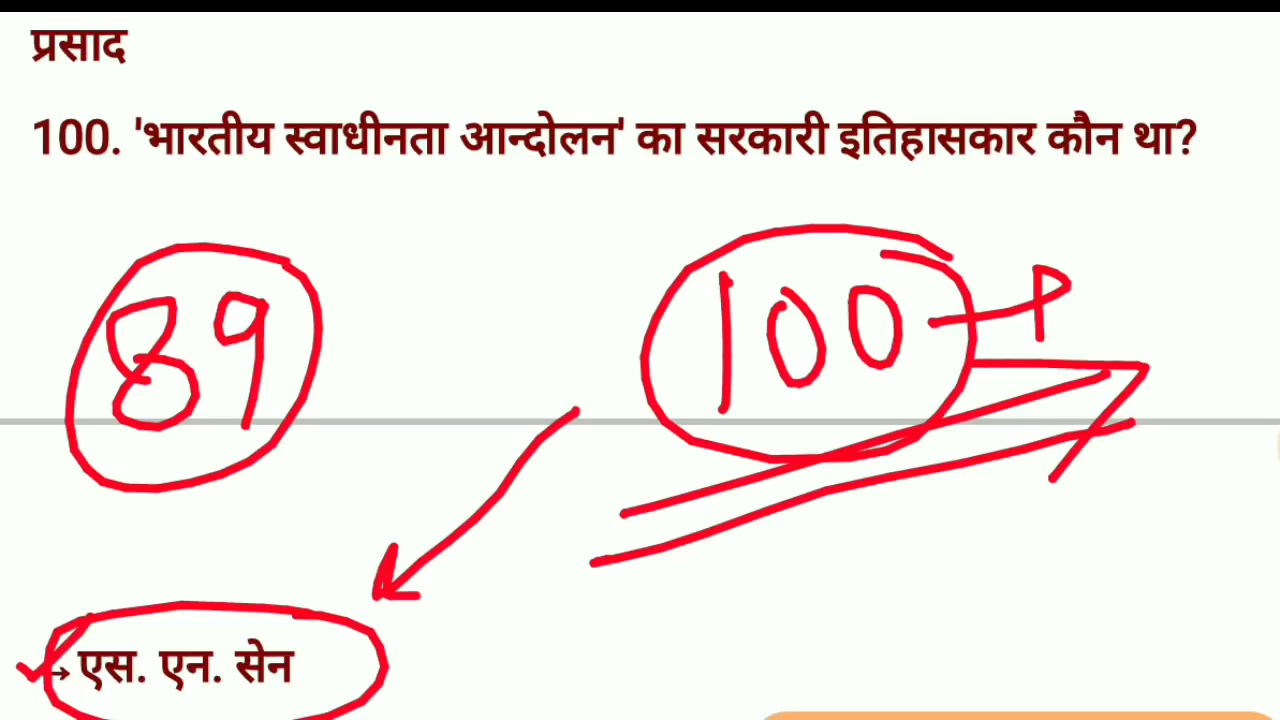 प्रसाद
100. 'भारतीय स्वाधीनता आन्दोलन' का सरकारी इतिहासकार कौन था?
89
100 - P
→ एस. एन. सेन